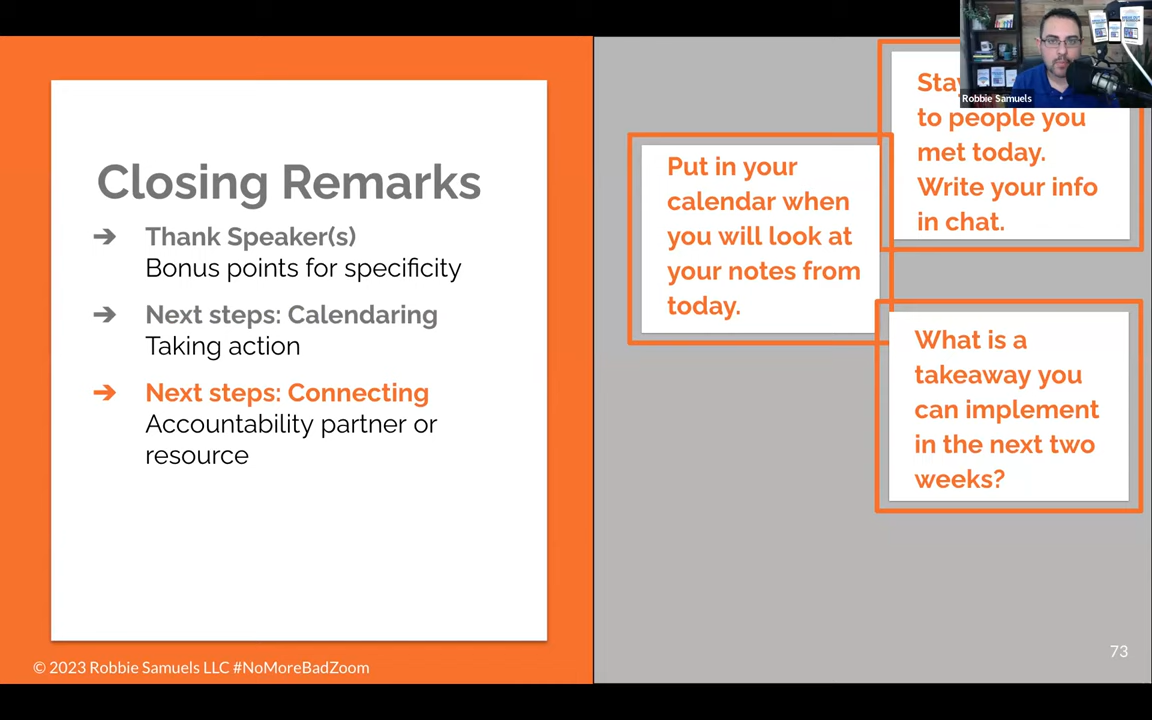 Closing Remarks
➔ Thank Speaker(s)
Bonus points for specificity
➔ Next steps: Calendaring
Taking action
➔ Next steps: Connecting
Accountability partner or
resource
© 2023 Robbie Samuels LLC #NoMoreBadZoom
Put in your
calendar when
you will look at
your notes from
today.
to people you
met today.
Write your info
in chat.
What is a
takeaway you
can implement
in the next two
weeks?
Robbie Samuels
73